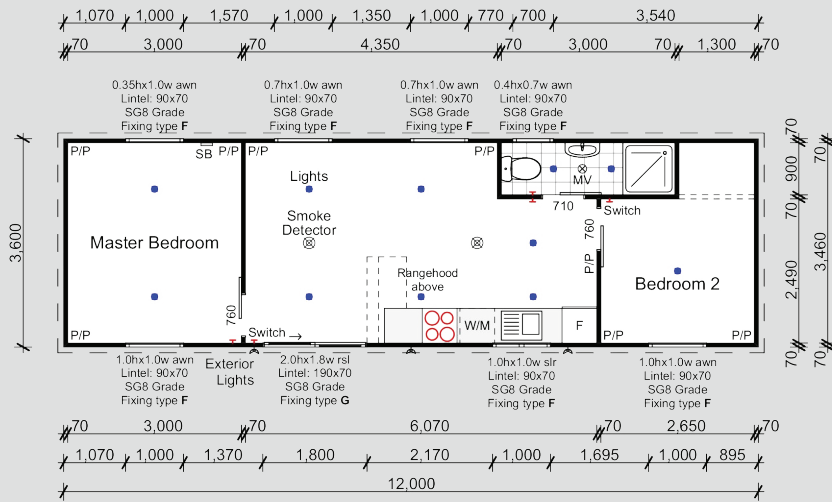 1,070 1,000 1,570 1,000 1,350 1,000 770 700 3,540
70 3,000 70 4,350 70 3,000 70 1,300 70
0.35hx1.0w awn
Lintel: 90x70
SG8 Grade
Fixing type F
0.7hx1.0w awn
Lintel: 90x70
SG8 Grade
Fixing type F
0.7hx1.0w awn
Lintel: 90x70
SG8 Grade
Fixing type F
0.4hx0.7w awn
Lintel: 90x70
SG8 Grade
Fixing type F
70 70
P/P SB P/P P/P P/P
900
MV
Lights
70
710 Switch
Smoke
Detector
760
3,600
Master Bedroom
3,460
P/P
Rangehood
above
Bedroom 2
2,490
760
Switch → W/M F
P/P P/P P/P
70 70
1.0hx1.0w awn
Lintel: 90x70
SG8 Grade
Fixing type F
Exterior
Lights
2.0hx1.8w rsl
Lintel: 190x70
SG8 Grade
Fixing type G
1.0hx1.0w slr
Lintel: 90x70
SG8 Grade
Fixing type F
1.0hx1.0w awn
Lintel: 90x70
SG8 Grade
Fixing type F
70 3,000 70 6,070 70 2,650 70
1,070 1,000 1,370 1,800 2,170 1,000 1,695 1,000 895
12,000